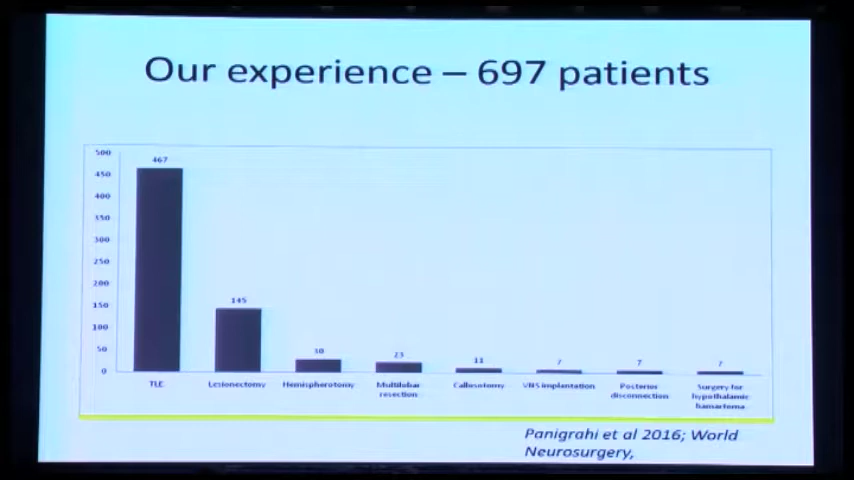 Our experience – 697 patients
500
450
400
350
300
250
200
150
100
50
0
467
145
30
23
11
7
7
7
TLE
Lesionectomy
Hemispherotomy
Multilobar
resection
Callosotomy
VNS implantation
Posterior
disconnection
Surgery for
hypothalamic
hamartoma
Panigrahi et al 2016; World
Neurosurgery,